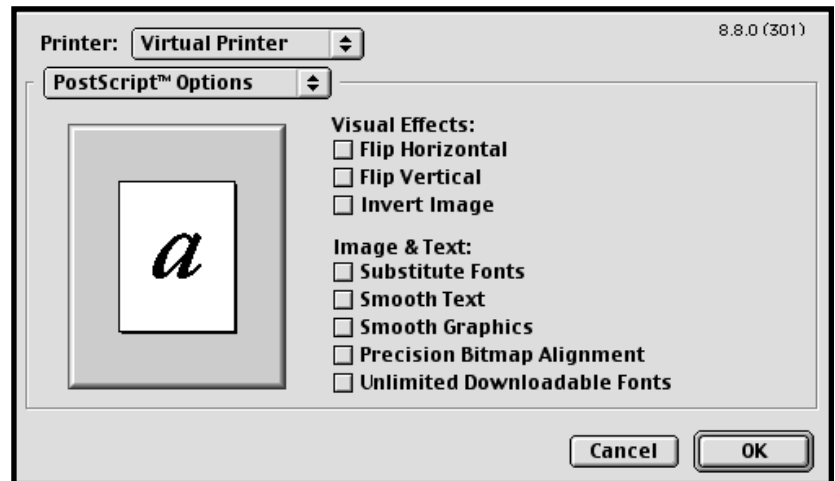 Printer: Virtual Printer 8.8.0 (301)
PostScript™ Options
Visual Effects:
Flip Horizontal
Flip Vertical
Invert Image
a
Image & Text:
Substitute Fonts
Smooth Text
Smooth Graphics
Precision Bitmap Alignment
Unlimited Downloadable Fonts
Cancel OK